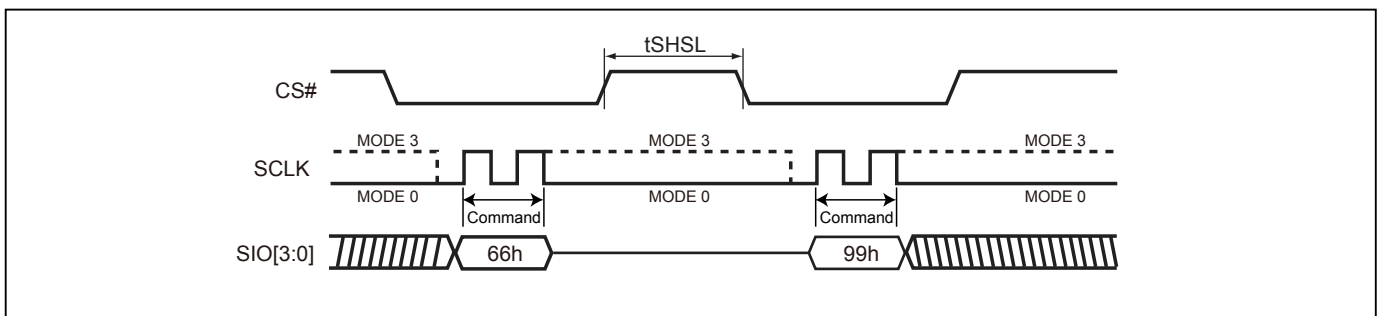 tSHSL
CS#
MODE 3 MODE 3 MODE 3
SCLK
MODE 0 MODE 0 MODE 0
Command Command
SIO[3:0] 66h 99h